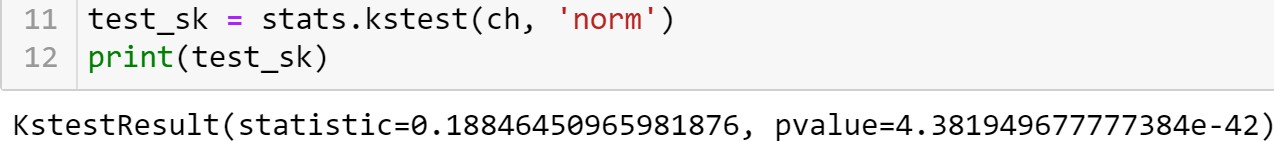 11 test_sk = stats.kstest(ch, 'norm')
12 print(test_sk)
KstestResult(statistic=0.18846450965981876, pvalue=4.381949677777384e-42)